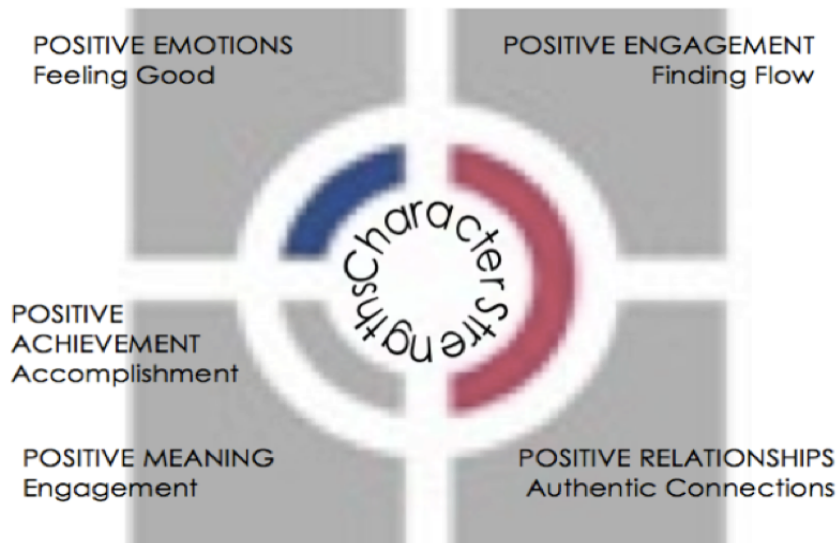 POSITIVE EMOTIONS
Feeling Good
POSITIVE ENGAGEMENT
Finding Flow
Character Strengths
POSITIVE
ACHIEVEMENT
Accomplishment
POSITIVE MEANING
Engagement
POSITIVE RELATIONSHIPS
Authentic Connections